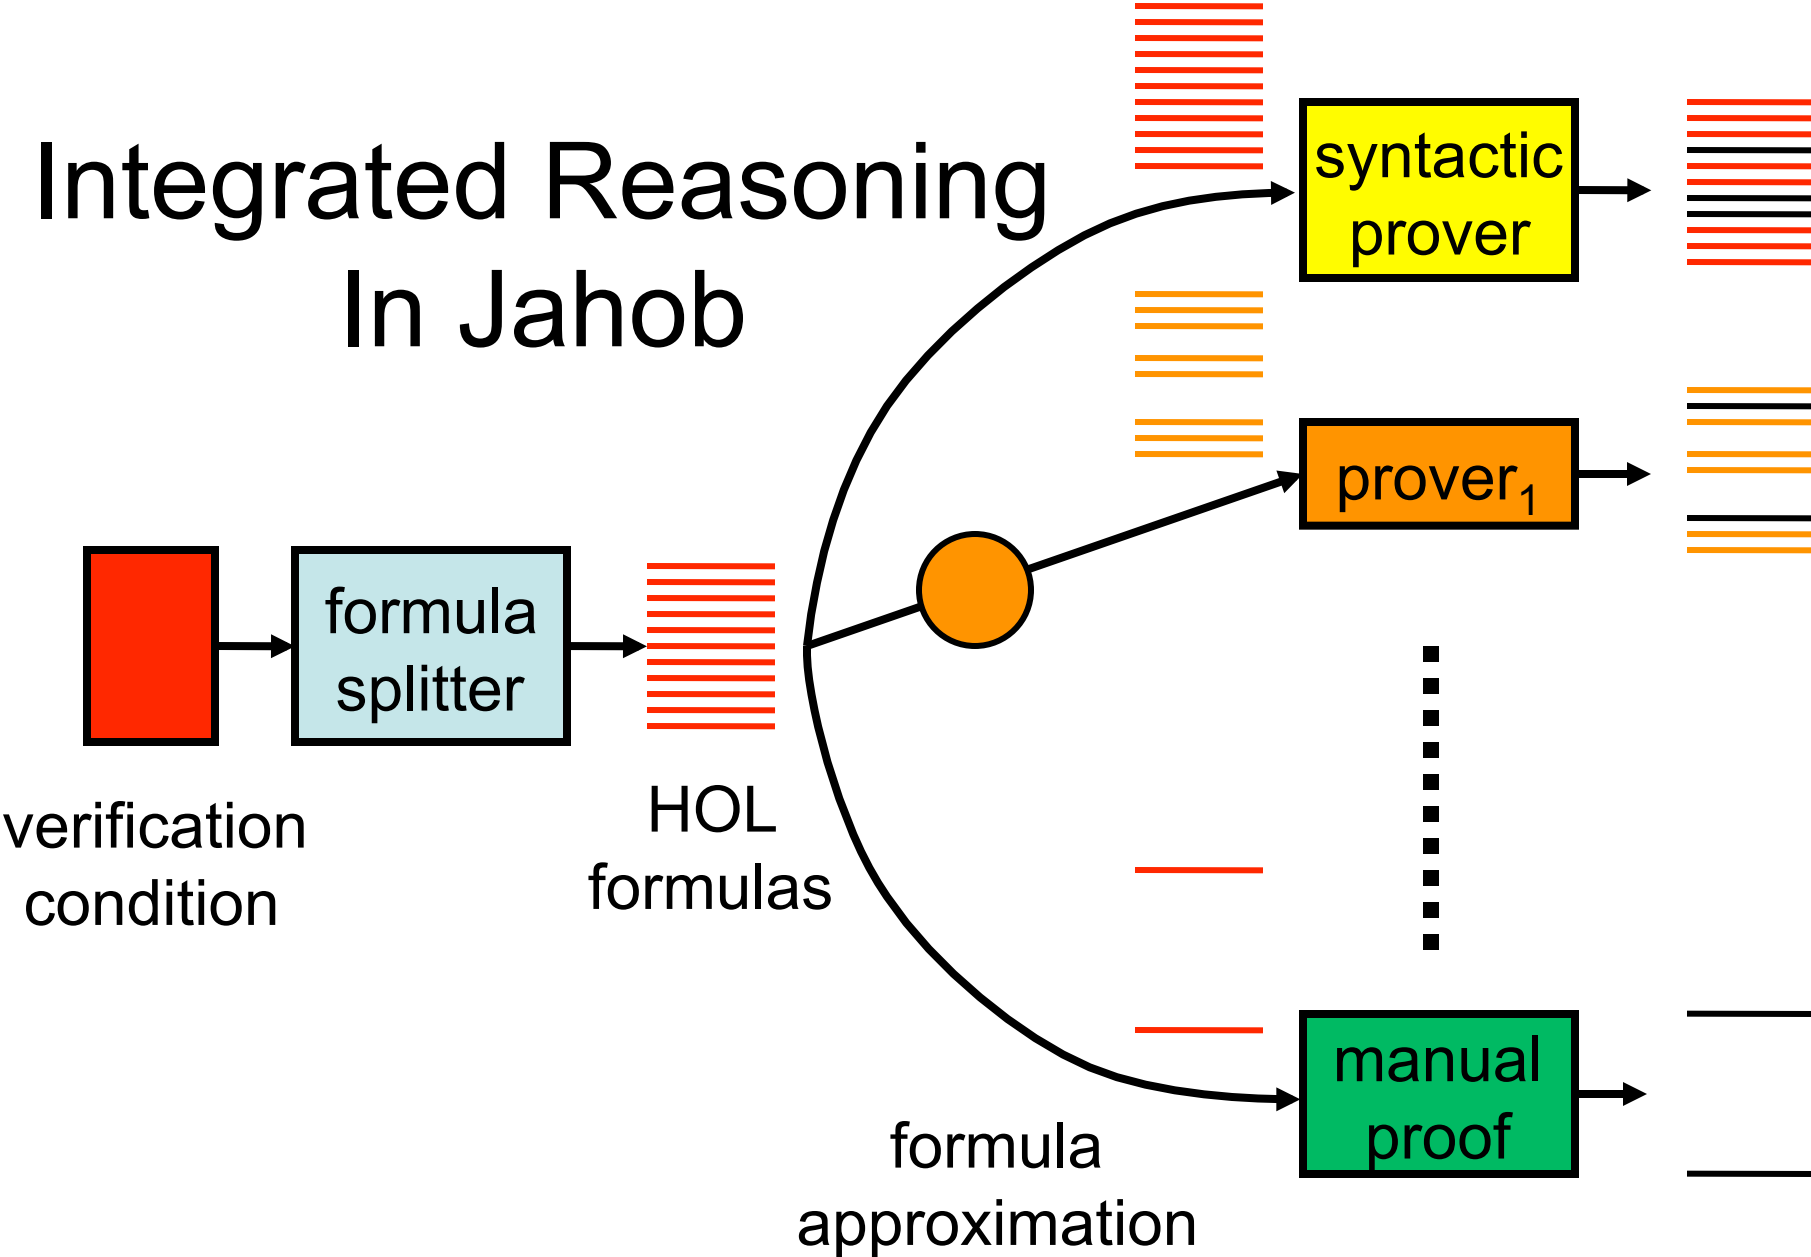 Integrated Reasoning
In Jahob
syntactic
prover
prover₁
formula
splitter
verification
condition
HOL
formulas
manual
proof
formula
approximation